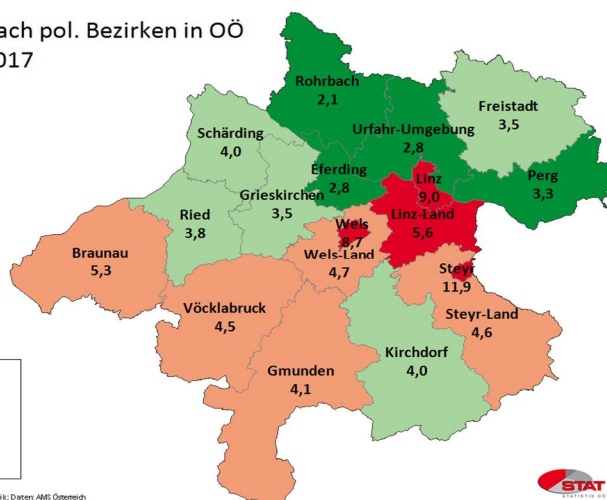 ach pol. Bezirken in OÖ
017
Rohrbach
2,1
Freistadt
3,5
Schärding
4,0
Urfahr-Umgebung
2,8
Eferding
2,8
Linz
9,0
Perg
3,3
Grieskirchen
3,5
Ried
3,8
Wels
8,7
Linz-Land
5,6
Braunau
5,3
Wels-Land
4,7
Steyr
11,9
Vöcklabruck
4,5
Steyr-Land
4,6
Kirchdorf
4,0
Gmunden
4,1
ik; Daten: AMS Österreich
STAT
STATISTIK OÖ